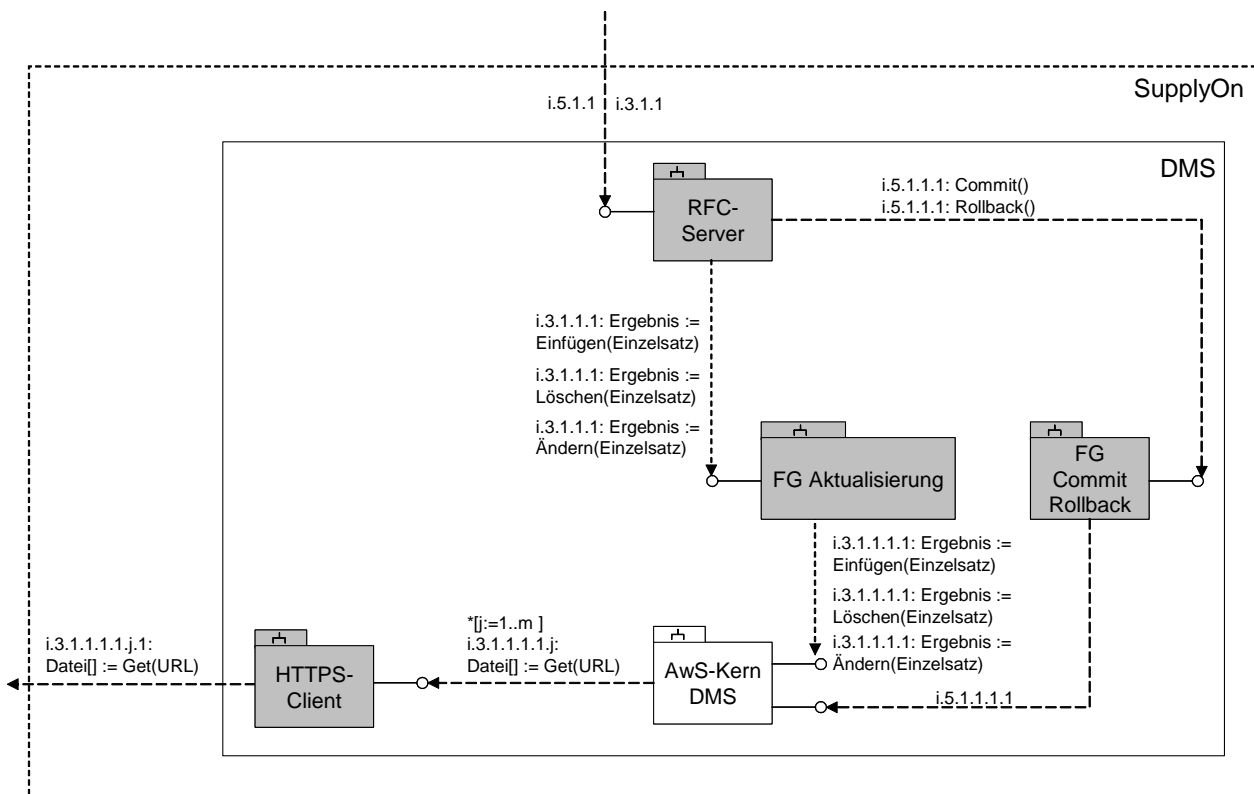 SupplyOn
i.5.1.1
i.3.1.1
DMS
RFC-
Server
i.5.1.1.1: Commit()
i.5.1.1.1: Rollback()
i.3.1.1.1: Ergebnis :=
Einfügen(Einzelsatz)
i.3.1.1.1: Ergebnis :=
Löschen(Einzelsatz)
i.3.1.1.1: Ergebnis :=
Ändern(Einzelsatz)
FG Aktualisierung
FG
Commit
Rollback
i.3.1.1.1.1: Ergebnis :=
Einfügen(Einzelsatz)
i.3.1.1.1.1: Ergebnis :=
Löschen(Einzelsatz)
i.3.1.1.1.1: Ergebnis :=
Ändern(Einzelsatz)
i.3.1.1.1.1.j.1:
Datei[] := Get(URL)
HTTPS-
Client
*[j:=1..m ]
i.3.1.1.1.1.j:
Datei[] := Get(URL)
AwS-Kern
DMS
i.5.1.1.1.1